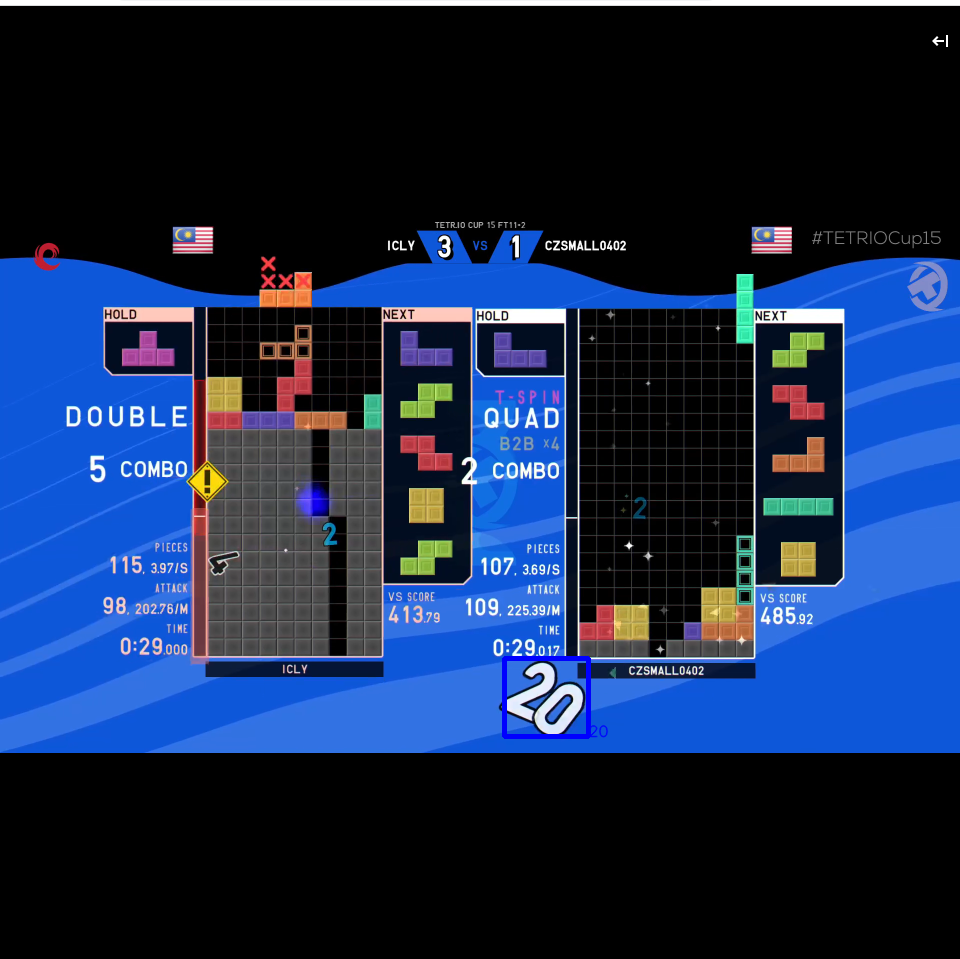 TETR.IO CUP 15 FT11·2
ICLY 3 VS 1 CZSMALL0402
#TETRIOCup15
HOLD
NEXT
DOUBLE
5 COMBO
!
2
PIECES
115, 3.97/S
ATTACK
98, 202.76/M
TIME
0:29.000
VS SCORE
413.79
ICLY
HOLD
NEXT
T-SPIN
QUAD
B2B ×4
2 COMBO
2
PIECES
107, 3.69/S
ATTACK
109, 225.39/M
TIME
0:29.017
VS SCORE
485.92
CZSMALL0402
20
20